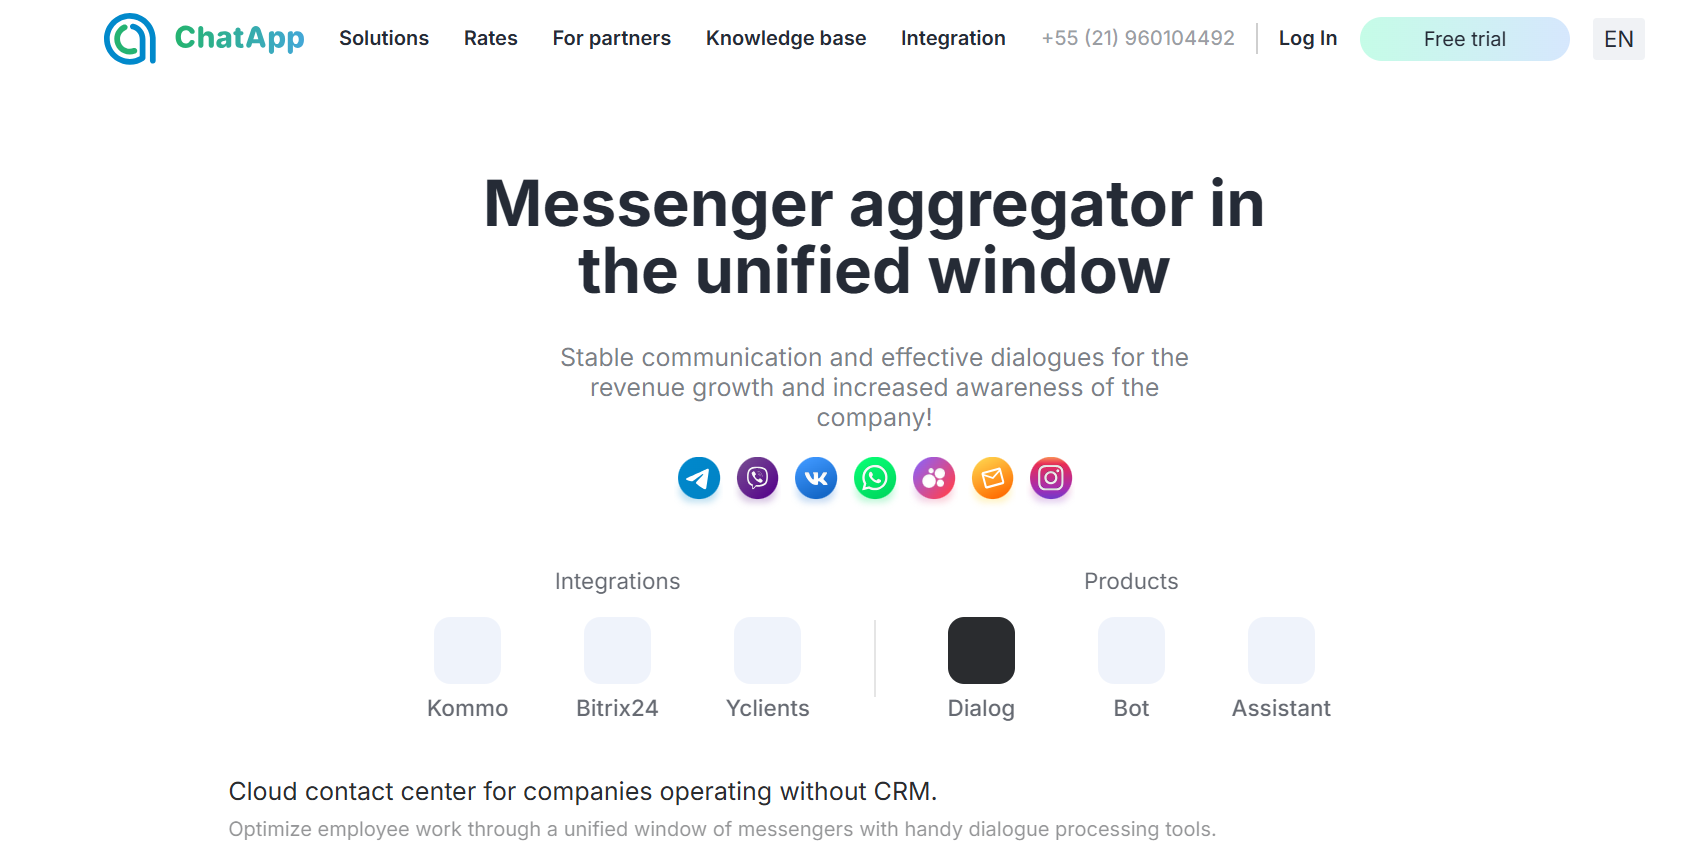 ChatApp
Solutions
Rates
For partners
Knowledge base
Integration
+55 (21) 960104492
Log In
Free trial
EN
Messenger aggregator in
the unified window
Stable communication and effective dialogues for the
revenue growth and increased awareness of the
company!
Integrations
Products
Kommo
Bitrix24
Yclients
Dialog
Bot
Assistant
Cloud contact center for companies operating without CRM.
Optimize employee work through a unified window of messengers with handy dialogue processing tools.